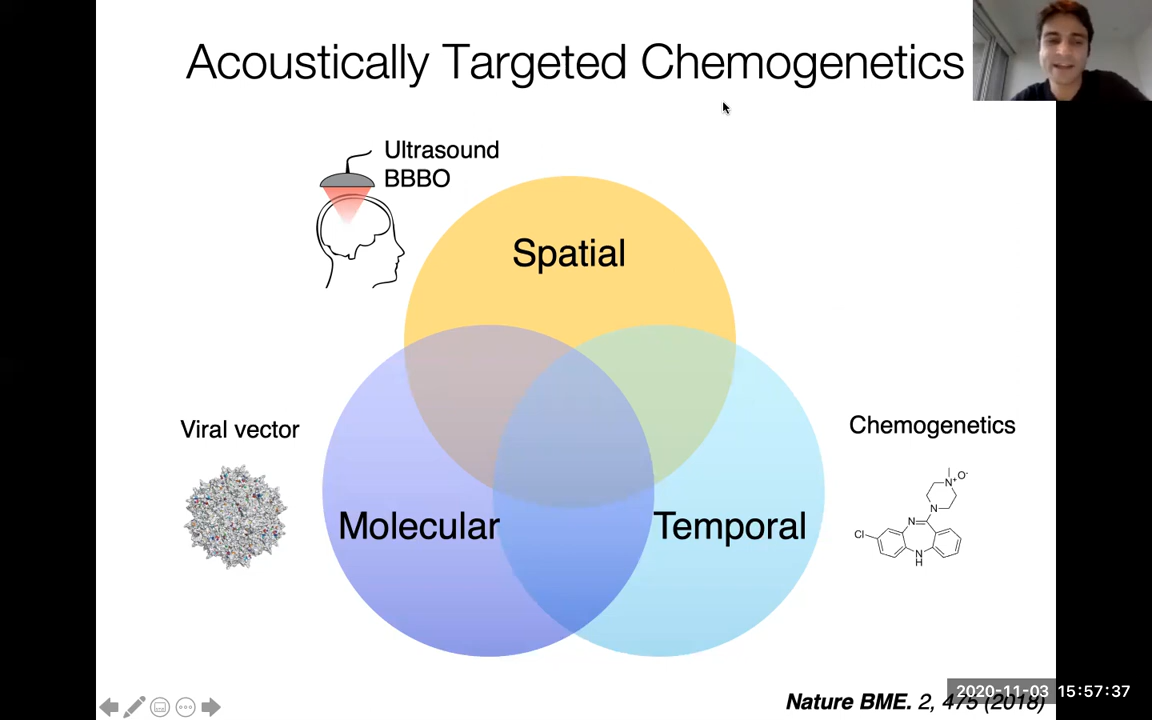 Acoustically Targeted Chemogenetics
Ultrasound
BBBO
Spatial
Viral vector
Chemogenetics
Molecular
Temporal
N
O
-
+
N
N
Cl
N
H
Nature BME. 2, 475 (2018)
2020-11-03 15:57:37